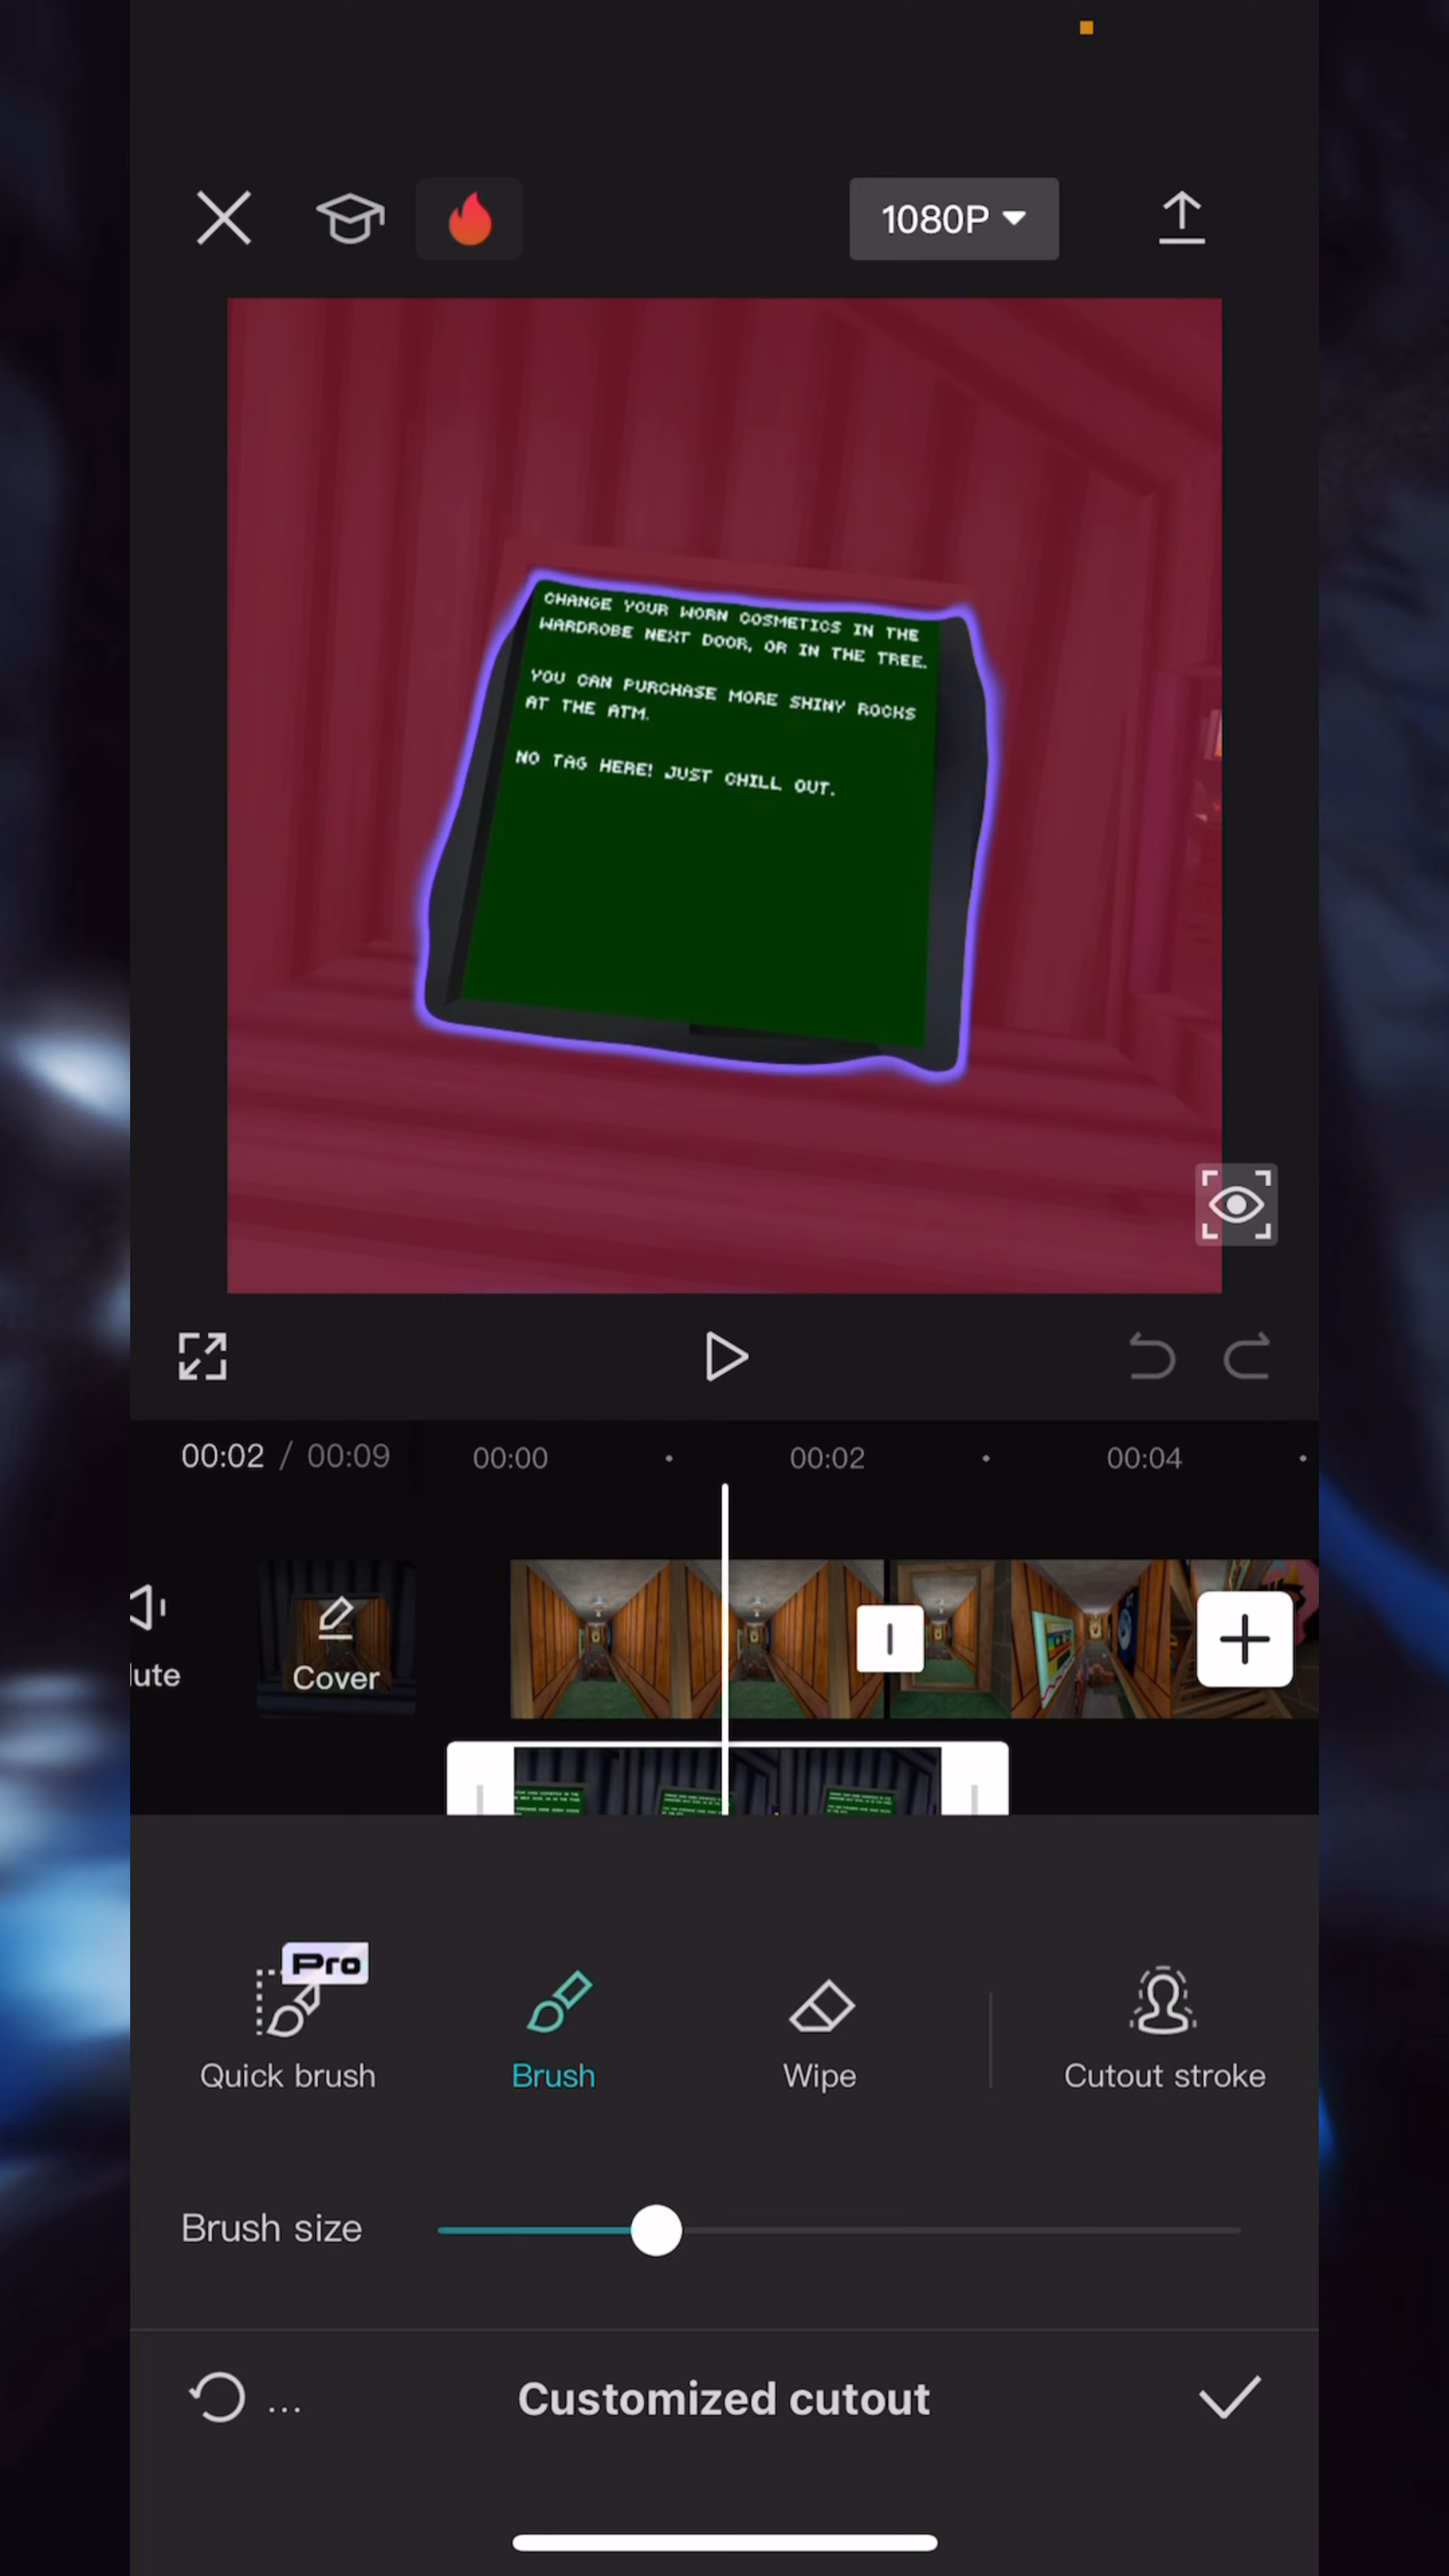 1080P
CHANGE YOUR WORN COSMETICS IN THE
WARDROBE NEXT DOOR, OR IN THE TREE.
YOU CAN PURCHASE MORE SHINY ROCKS
AT THE ATM.
NO TAG HERE! JUST CHILL OUT.
00:02 / 00:09 00:00 00:02 00:04
ute
Cover
Pro
Quick brush Brush Wipe Cutout stroke
Brush size
... Customized cutout